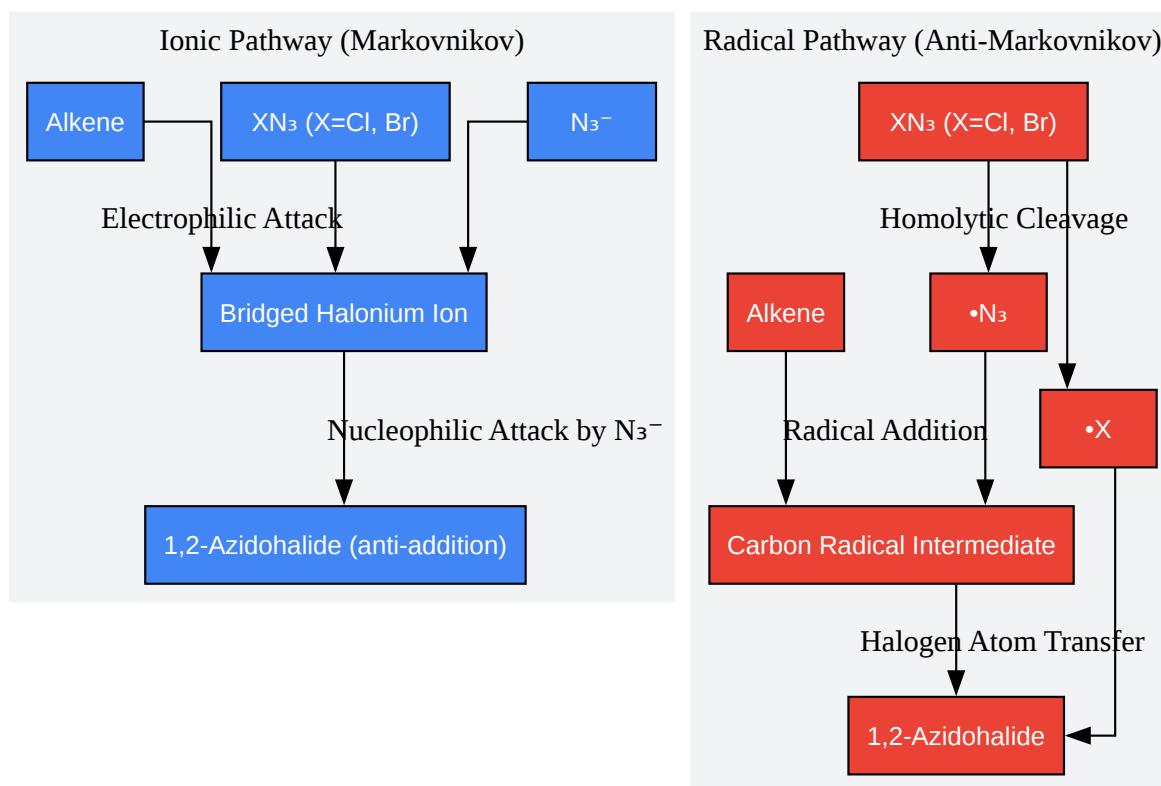 Ionic Pathway (Markovnikov)
Alkene
XN₃ (X=Cl, Br)
N₃⁻
Electrophilic Attack
Bridged Halonium Ion
Nucleophilic Attack by N₃⁻
1,2-Azidohalide (anti-addition)
Radical Pathway (Anti-Markovnikov)
XN₃ (X=Cl, Br)
Homolytic Cleavage
Alkene
•N₃
•X
Radical Addition
Carbon Radical Intermediate
Halogen Atom Transfer
1,2-Azidohalide